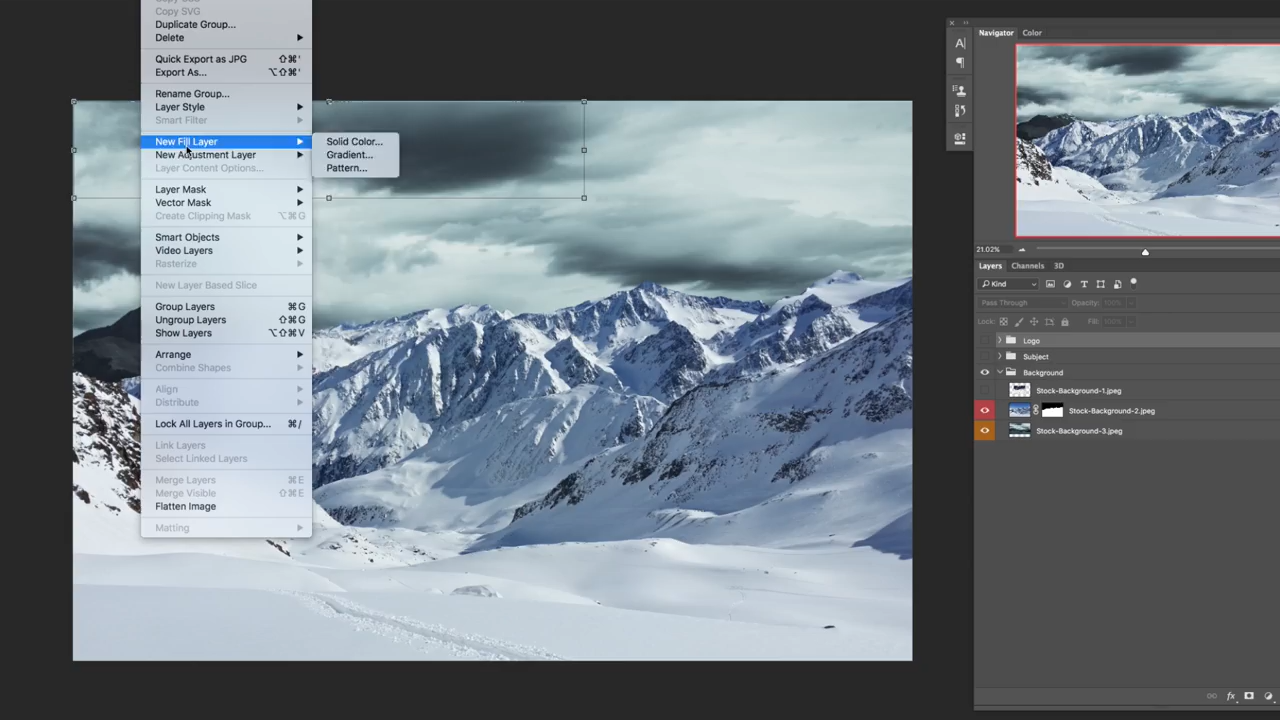 Copy SVG
Duplicate Group...
Delete
Quick Export as JPG ⇧⌘'
Export As... ⌥⇧⌘'
Rename Group...
Layer Style
Smart Filter
New Fill Layer
New Adjustment Layer
Layer Content Options...
Layer Mask
Vector Mask
Create Clipping Mask ⌥⌘G
Smart Objects
Video Layers
Rasterize
New Layer Based Slice
Group Layers ⌘G
Ungroup Layers ⇧⌘G
Show Layers ⌥⇧⌘V
Arrange
Combine Shapes
Align
Distribute
Lock All Layers in Group... ⌘/
Link Layers
Select Linked Layers
Merge Layers ⌘E
Merge Visible ⇧⌘E
Flatten Image
Matting
Solid Color...
Gradient...
Pattern...
Navigator Color
21.02%
Layers Channels 3D
Kind
Pass Through Opacity: 100%
Lock: Fill: 100%
Logo
Subject
Background
Stock-Background-1.jpeg
Stock-Background-2.jpeg
Stock-Background-3.jpeg
fx